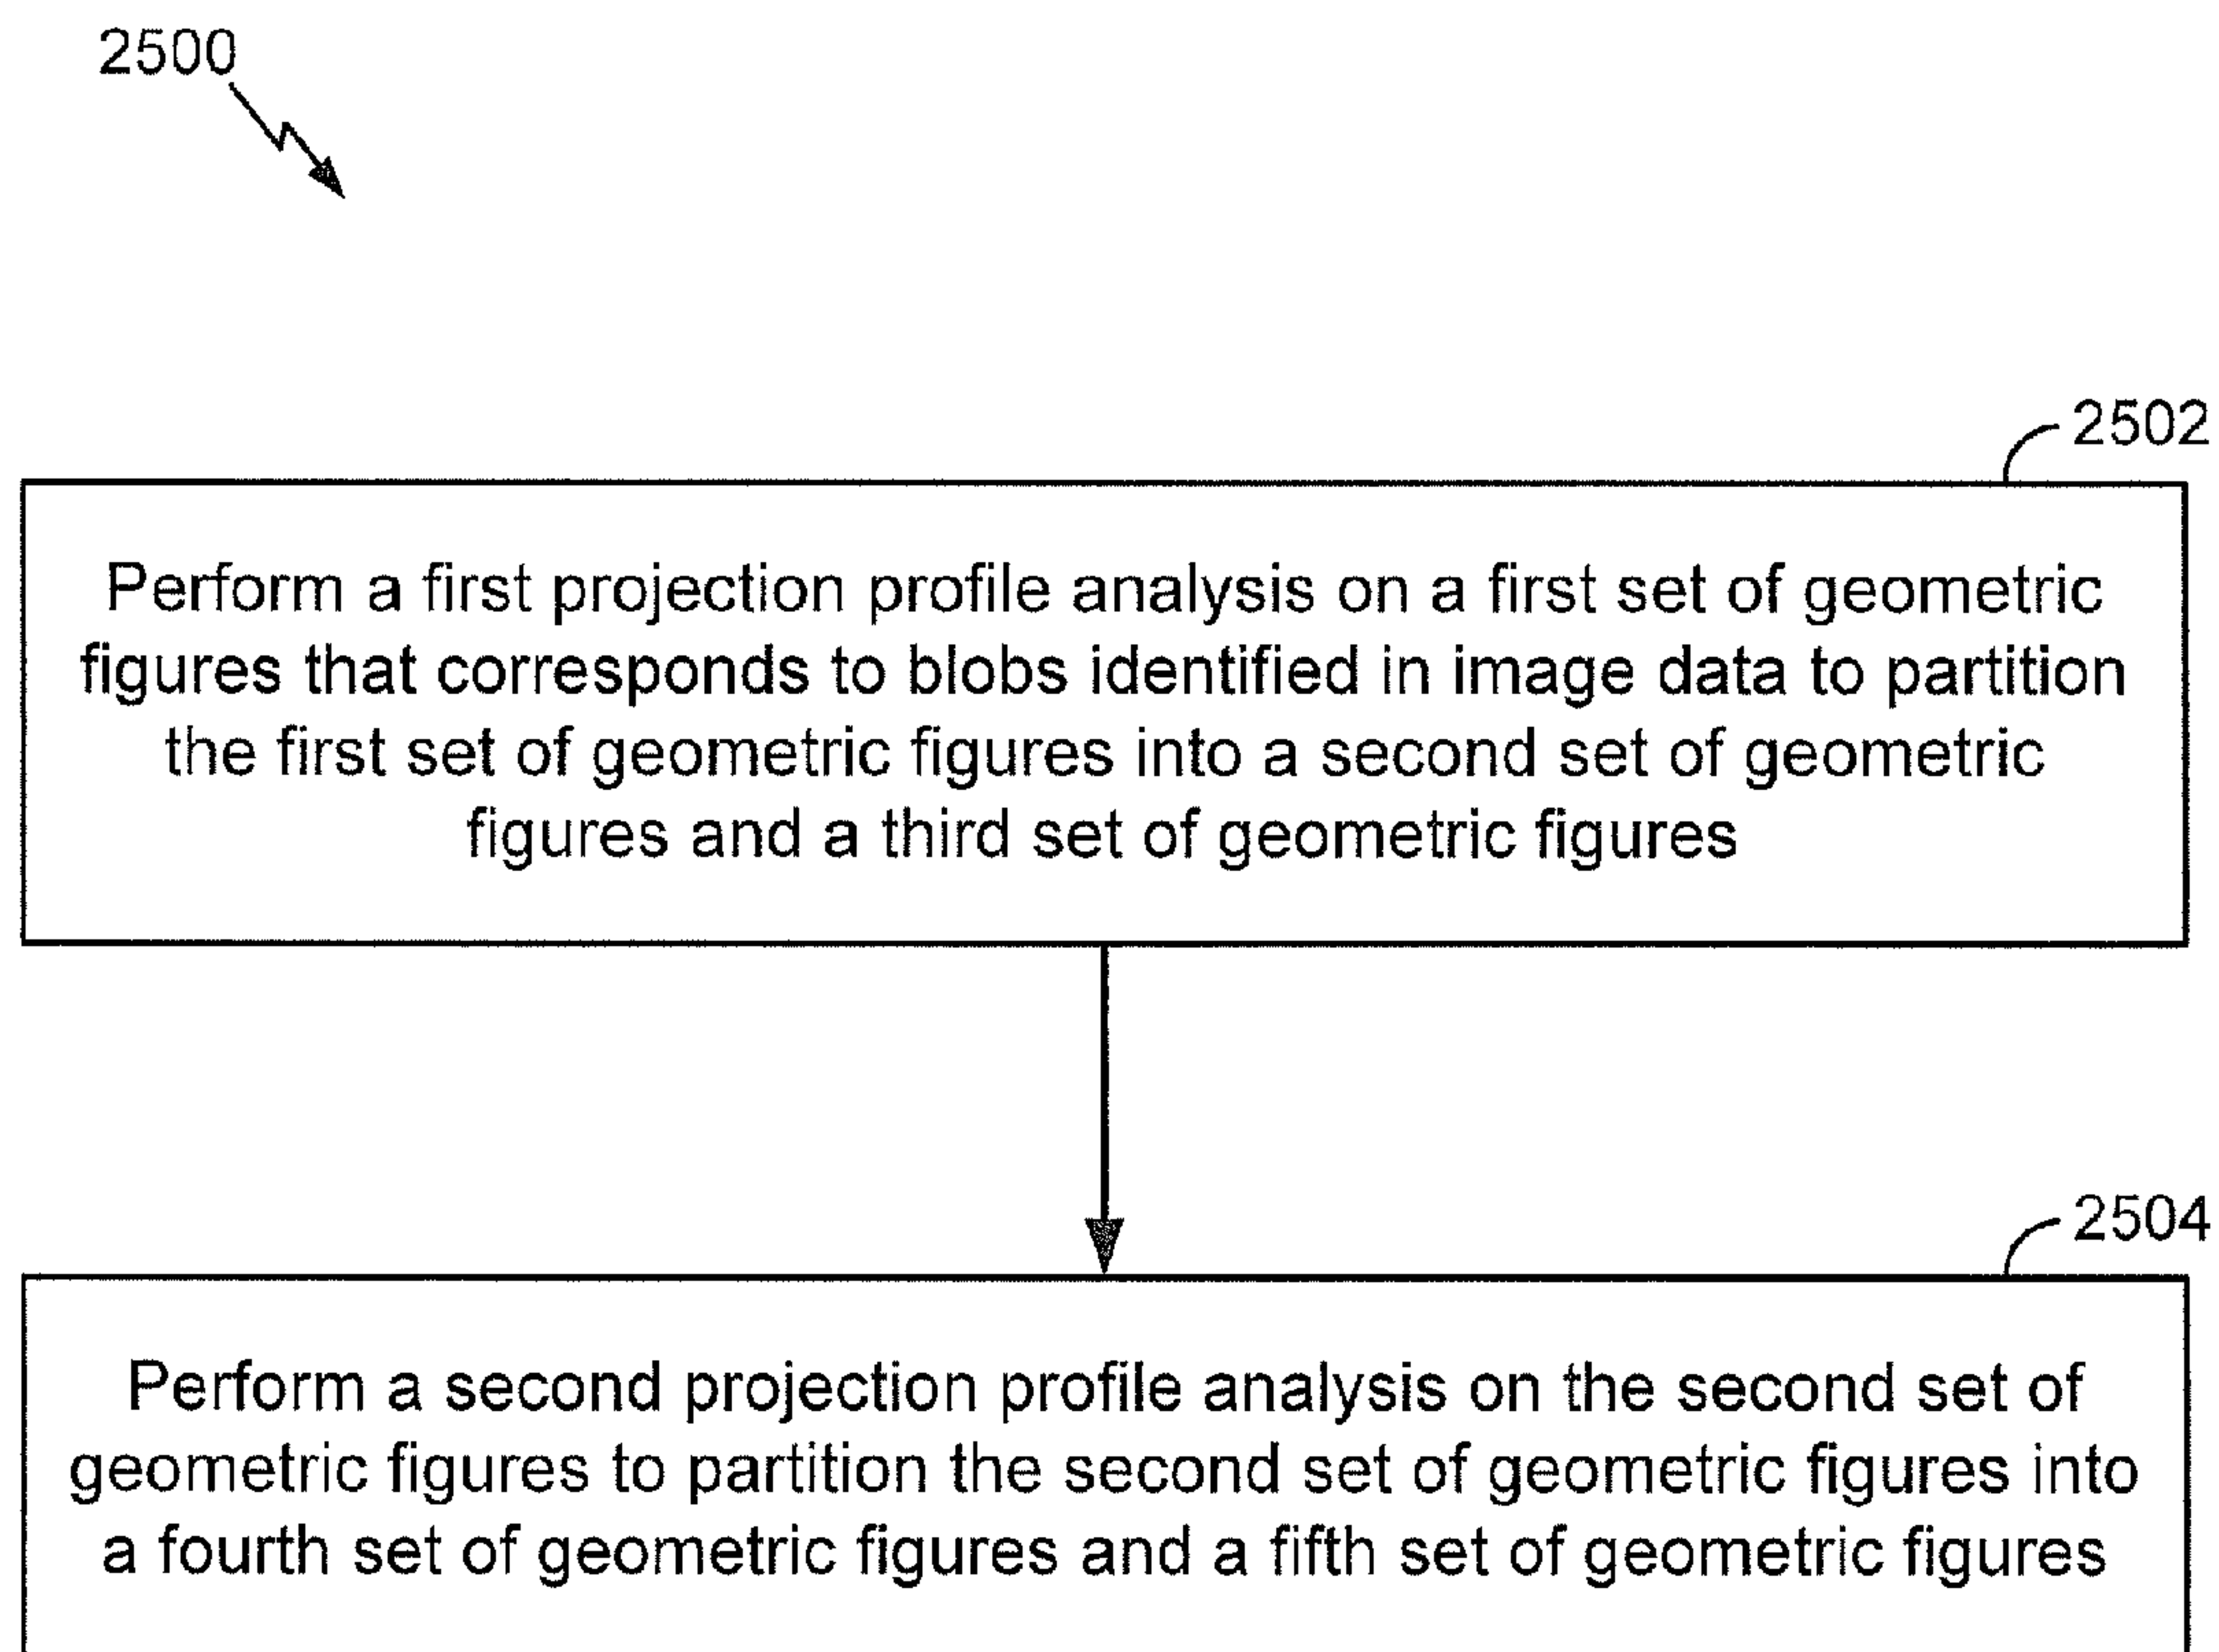 2500
2502
Perform a first projection profile analysis on a first set of geometric
figures that corresponds to blobs identified in image data to partition
the first set of geometric figures into a second set of geometric
figures and a third set of geometric figures
2504
Perform a second projection profile analysis on the second set of
geometric figures to partition the second set of geometric figures into
a fourth set of geometric figures and a fifth set of geometric figures